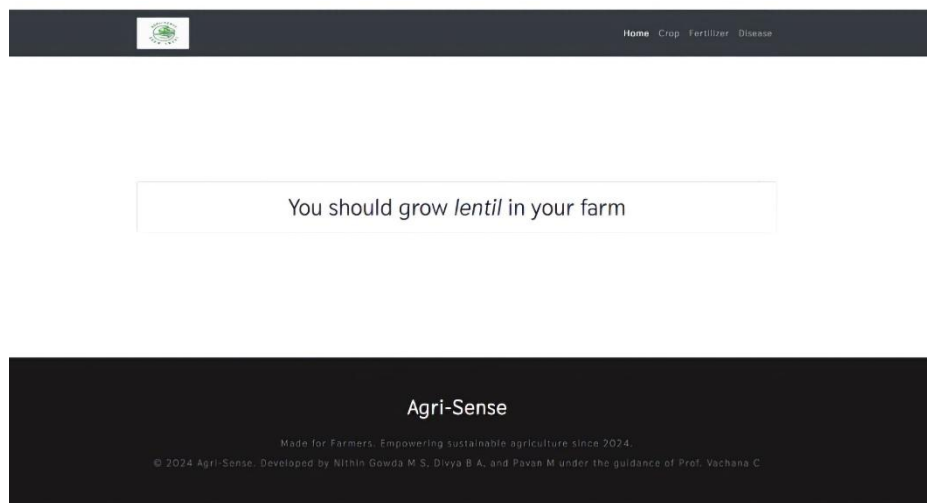 Home Crop Fertilizer Disease
You should grow lentil in your farm
Agri-Sense
Made for Farmers. Empowering sustainable agriculture since 2024.
© 2024 Agri-Sense. Developed by Nithin Gowda M S, Divya B A, and Pavan M under the guidance of Prof. Vachana C